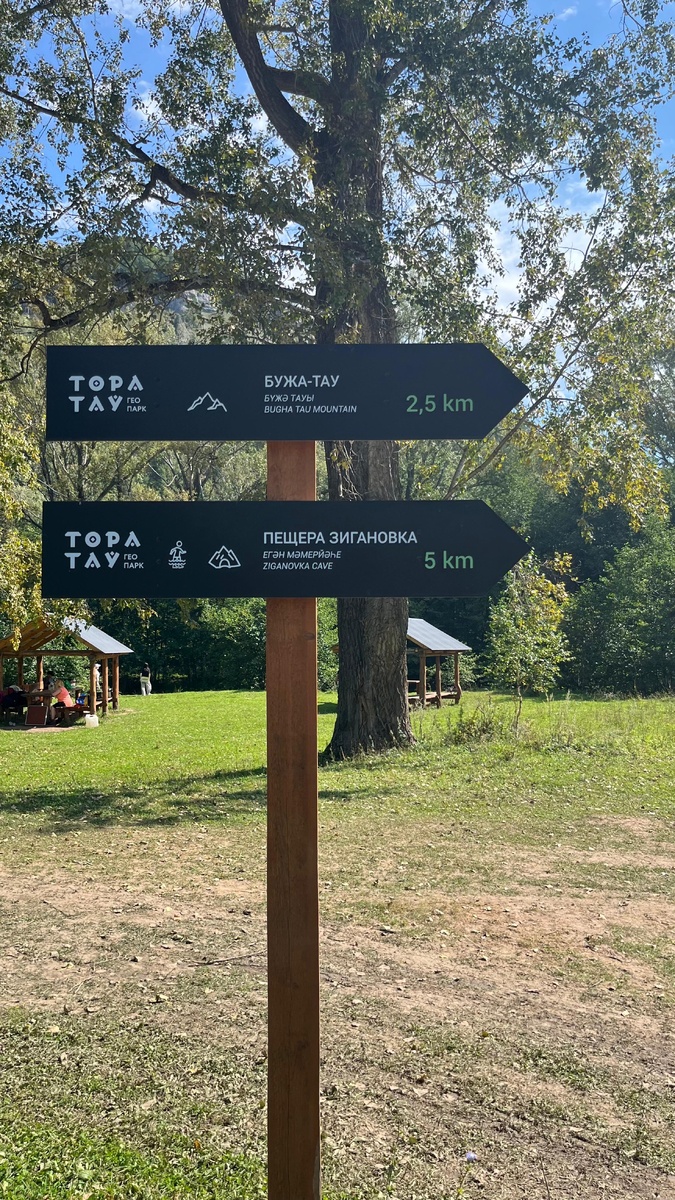 ТОРА
ТАУ ГЕО
ПАРК
БУЖА-ТАУ
БҮЖӘ ТАУЫ
BUGHA TAU MOUNTAIN
2,5 km
ТОРА
ТАУ ГЕО
ПАРК
ПЕЩЕРА ЗИГАНОВКА
ЕГӘН МӘМЕРЙӘҺЕ
ZIGANOVKA CAVE
5 km